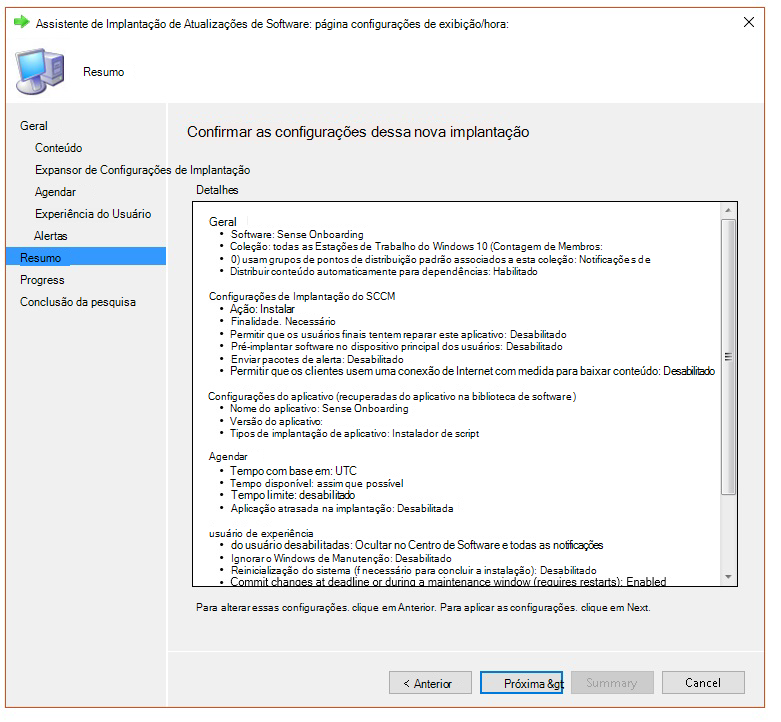 Assistente de Implantação de Atualizações de Software: página configurações de exibição/hora:
Resumo
Geral
Conteúdo
Expansor de Configurações de Implantação
Agendar
Experiência do Usuário
Alertas
Resumo
Progress
Conclusão da pesquisa
Confirmar as configurações dessa nova implantação
Detalhes
Geral
• Software: Sense Onboarding
• Coleção: todas as Estações de Trabalho do Windows 10 (Contagem de Membros:
• 0) usam grupos de pontos de distribuição padrão associados a esta coleção: Notificações de
• Distribuir conteúdo automaticamente para dependências: Habilitado
Configurações de Implantação do SCCM
• Ação: Instalar
• Finalidade. Necessário
• Permitir que os usuários finais tentem reparar este aplicativo: Desabilitado
• Pré-implantar software no dispositivo principal dos usuários: Desabilitado
• Enviar pacotes de alerta: Desabilitado
• Permitir que os clientes usem uma conexão de Internet com medida para baixar conteúdo: Desabilitado
Configurações do aplicativo (recuperadas do aplicativo na biblioteca de software)
• Nome do aplicativo: Sense Onboarding
• Versão do aplicativo:
• Tipos de implantação de aplicativo: Instalador de script
Agendar
• Tempo com base em: UTC
• Tempo disponível: assim que possível
• Tempo limite: desabilitado
• Aplicação atrasada na implantação: Desabilitada
usuário de experiência
• do usuário desabilitadas: Ocultar no Centro de Software e todas as notificações
• Ignorar o Windows de Manutenção: Desabilitado
• Reinicialização do sistema (f necessário para concluir a instalação): Desabilitado
• Commit changes at deadline or during a maintenance window (requires restarts): Enabled
Para alterar essas configurações. clique em Anterior. Para aplicar as configurações. clique em Next.
< Anterior
Próxima &gt;
Summary
Cancel